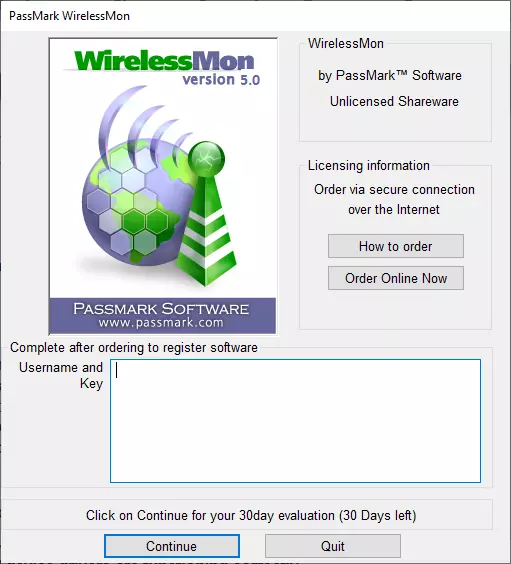 PassMark WirelessMon
WirelessMon
version 5.0
PASSMARK SOFTWARE
www.passmark.com
WirelessMon
by PassMark™ Software
Unlicensed Shareware
Licensing information
Order via secure connection
over the Internet
How to order
Order Online Now
Complete after ordering to register software
Username and
Key
Click on Continue for your 30day evaluation (30 Days left)
Continue
Quit